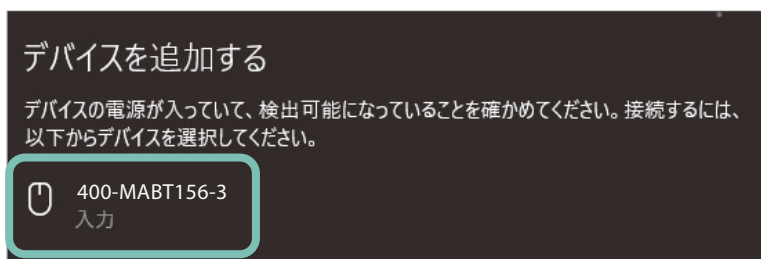 デバイスを追加する
デバイスの電源が入っていて、検出可能になっていることを確かめてください。接続するには、
以下からデバイスを選択してください。
400-MABT156-3
入力